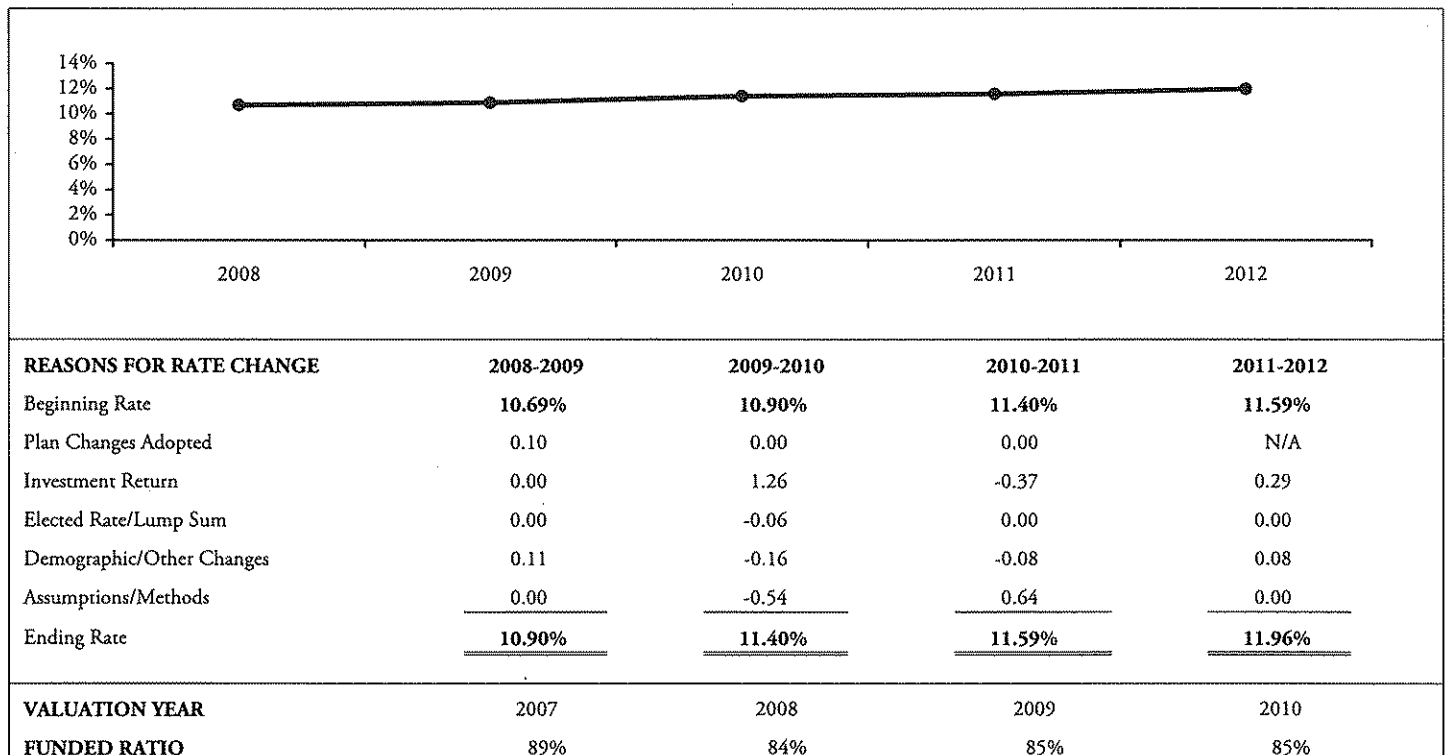 14%
12%
10%
8%
6%
4%
2%
0%
2008 2009 2010 2011 2012
REASONS FOR RATE CHANGE 2008-2009 2009-2010 2010-2011 2011-2012
Beginning Rate 10.69% 10.90% 11.40% 11.59%
Plan Changes Adopted 0.10 0.00 0.00 N/A
Investment Return 0.00 1.26 -0.37 0.29
Elected Rate/Lump Sum 0.00 -0.06 0.00 0.00
Demographic/Other Changes 0.11 -0.16 -0.08 0.08
Assumptions/Methods 0.00 -0.54 0.64 0.00
Ending Rate 10.90% 11.40% 11.59% 11.96%
VALUATION YEAR 2007 2008 2009 2010
FUNDED RATIO 89% 84% 85% 85%